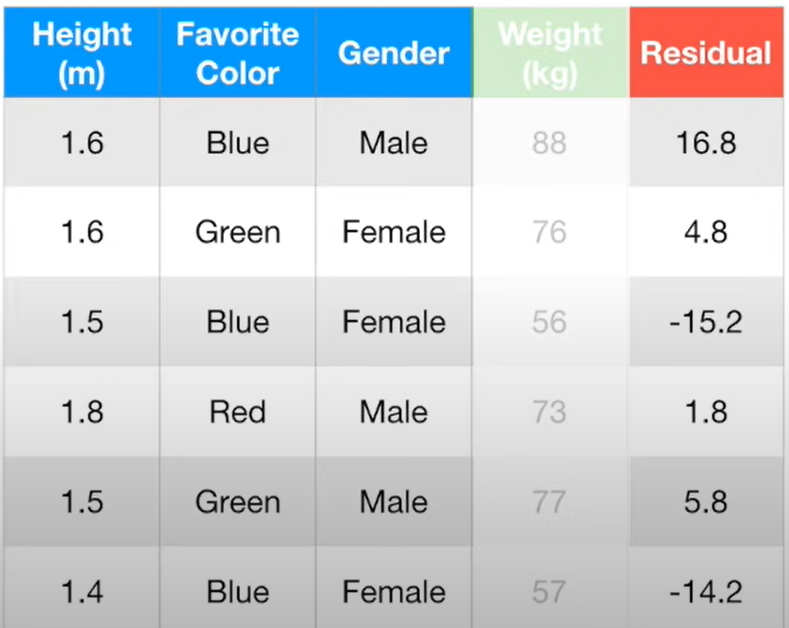 Height (m) Favorite Color Gender Weight (kg) Residual
1.6 Blue Male 88 16.8
1.6 Green Female 76 4.8
1.5 Blue Female 56 -15.2
1.8 Red Male 73 1.8
1.5 Green Male 77 5.8
1.4 Blue Female 57 -14.2